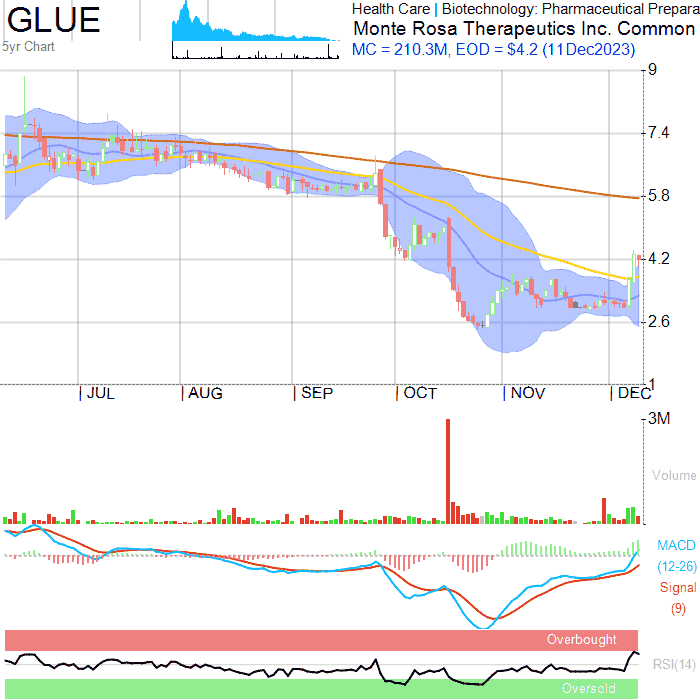 GLUE
5yr Chart
Health Care | Biotechnology: Pharmaceutical Prepara
Monte Rosa Therapeutics Inc. Common
MC = 210.3M, EOD = $4.2 (11Dec2023)
9
7.4
5.8
4.2
2.6
1
JUL
AUG
SEP
OCT
NOV
DEC
3M
Volume
MACD
(12-26)
Signal
(9)
Overbought
RSI(14)
Oversold